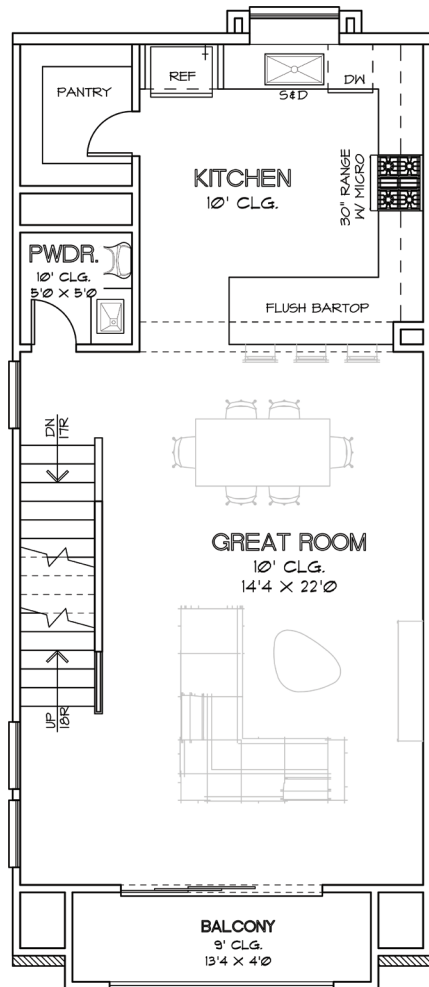 PANTRY
REF
S&D
DW
KITCHEN
10' CLG.
30" RANGE
W/ MICRO
PWDR.
10' CLG.
5'0 X 5'0
FLUSH BARTOP
DN
17R
GREAT ROOM
10' CLG.
14'4 X 22'0
UP
18R
BALCONY
9' CLG.
13'4 X 4'0